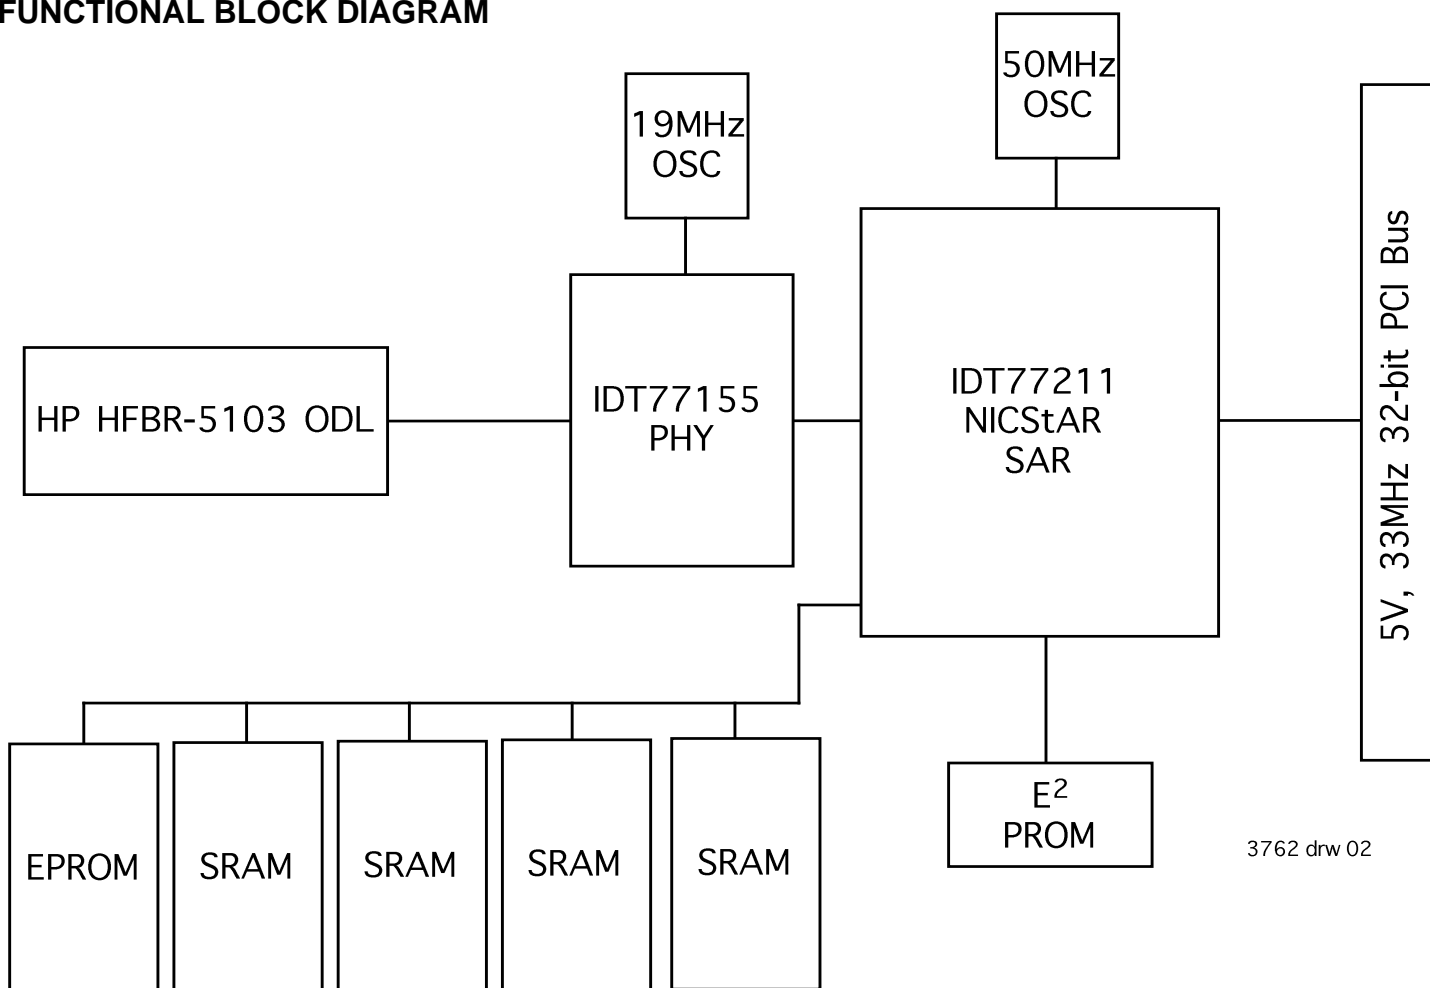 FUNCTIONAL BLOCK DIAGRAM
50MHz
OSC
19MHz
OSC
5V, 33MHz 32-bit PCI Bus
HP HFBR-5103 ODL
IDT77155
PHY
IDT77211
NICStAR
SAR
E²
PROM
EPROM
SRAM
SRAM
SRAM
SRAM
3762 drw 02